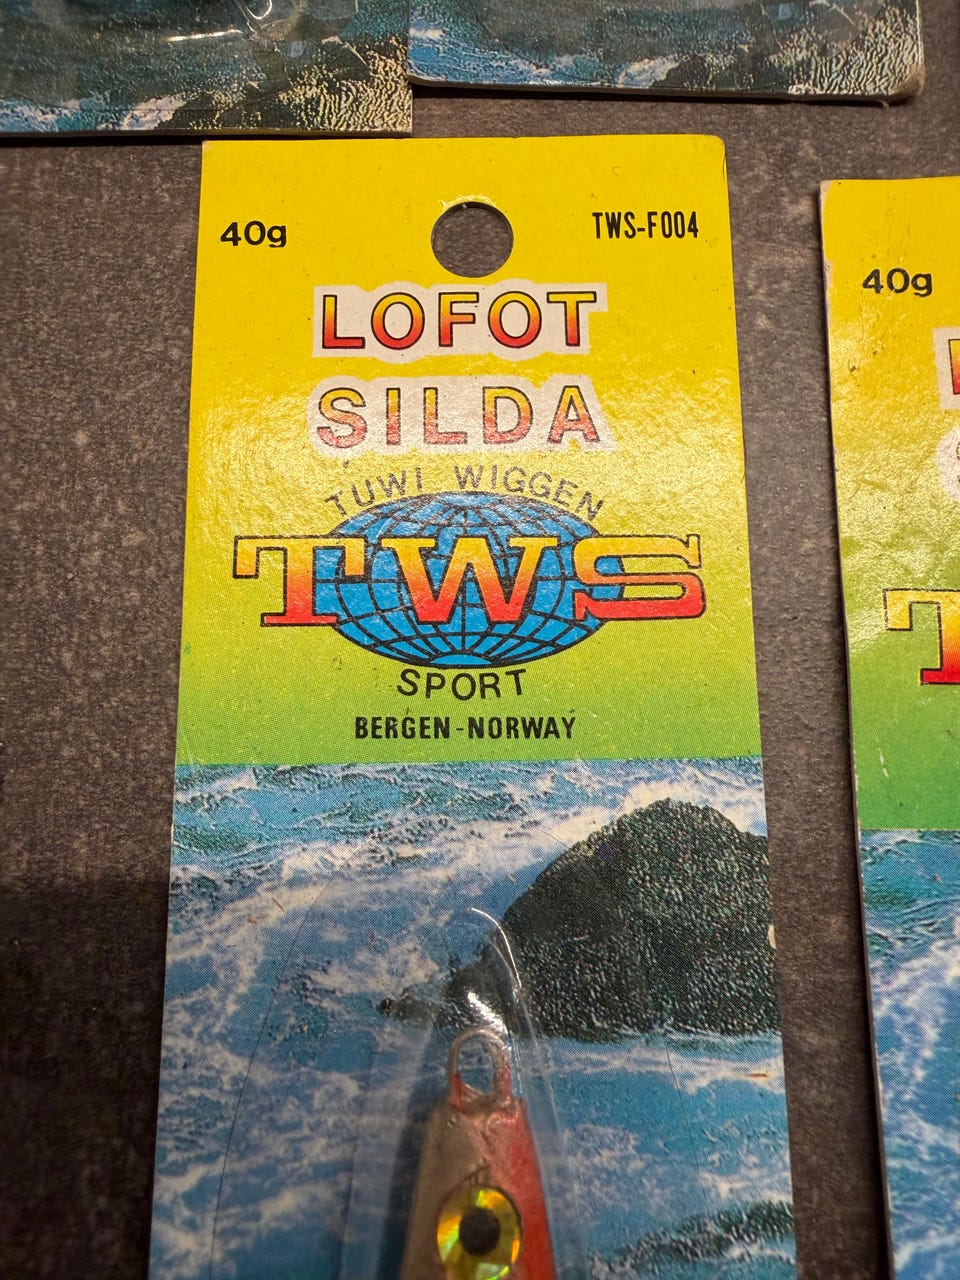 40g
TWS-F004
LOFOT
SILDA
TUWI WIGGEN
TWS
SPORT
BERGEN-NORWAY
40g